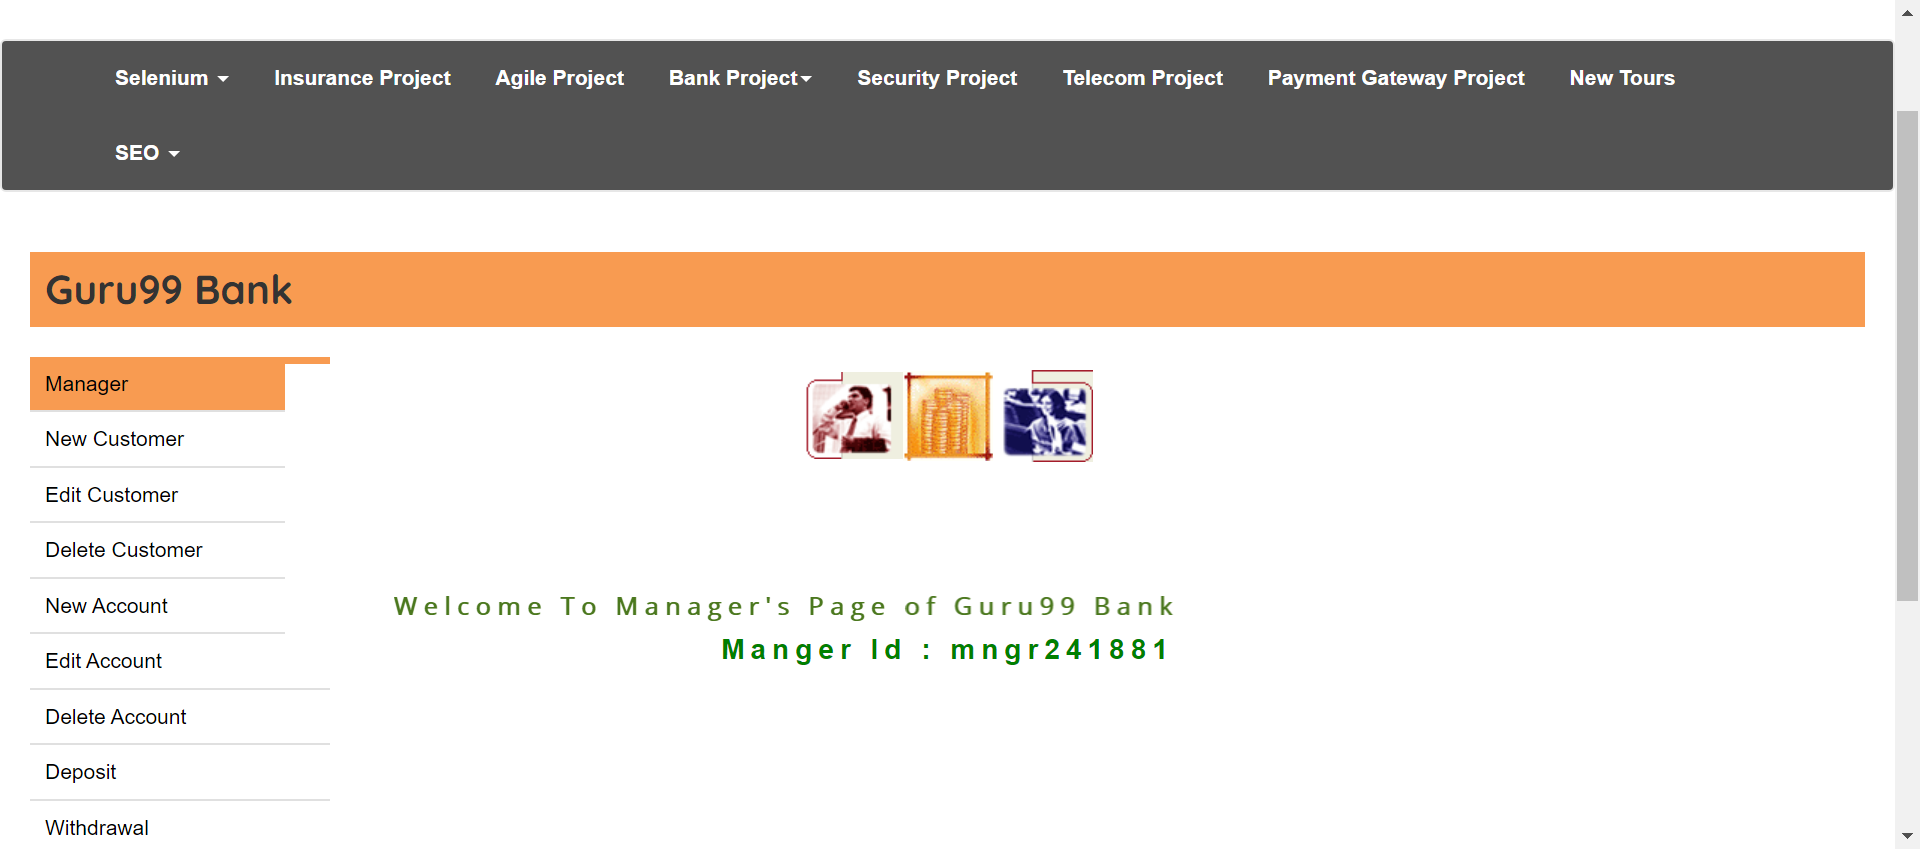 Selenium Insurance Project Agile Project Bank Project Security Project Telecom Project Payment Gateway Project New Tours
SEO
Guru99 Bank
Manager
New Customer
Edit Customer
Delete Customer
New Account
Edit Account
Delete Account
Deposit
Withdrawal
Welcome To Manager's Page of Guru99 Bank
Manger Id : mngr241881